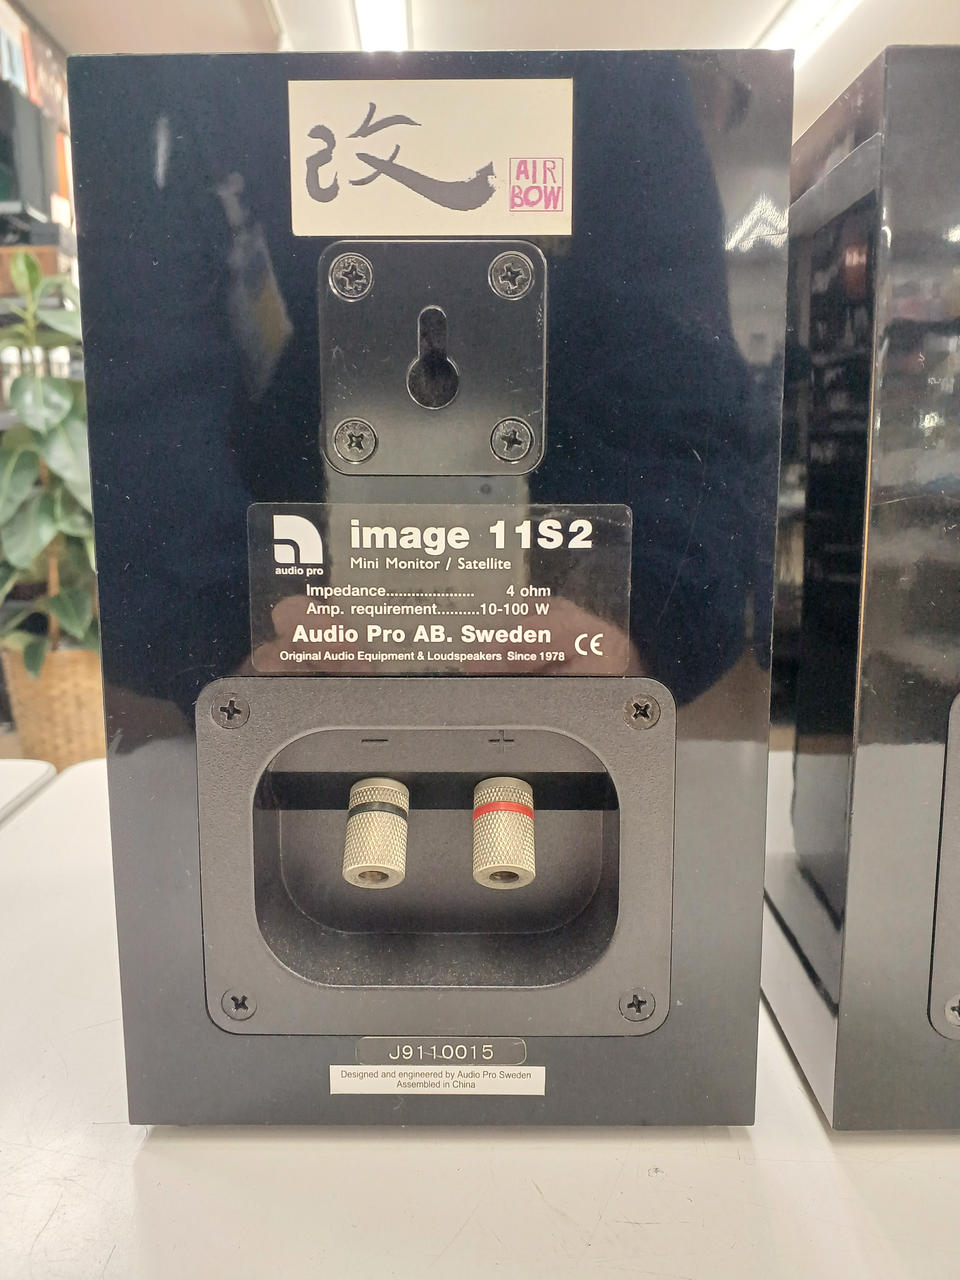 改
AIR
BOW
audio pro
image 11S2
Mini Monitor / Satellite
Impedance..................... 4 ohm
Amp. requirement..........10-100 W
Audio Pro AB. Sweden CE
Original Audio Equipment & Loudspeakers Since 1978
− +
J9110015
Designed and engineered by Audio Pro Sweden
Assembled in China